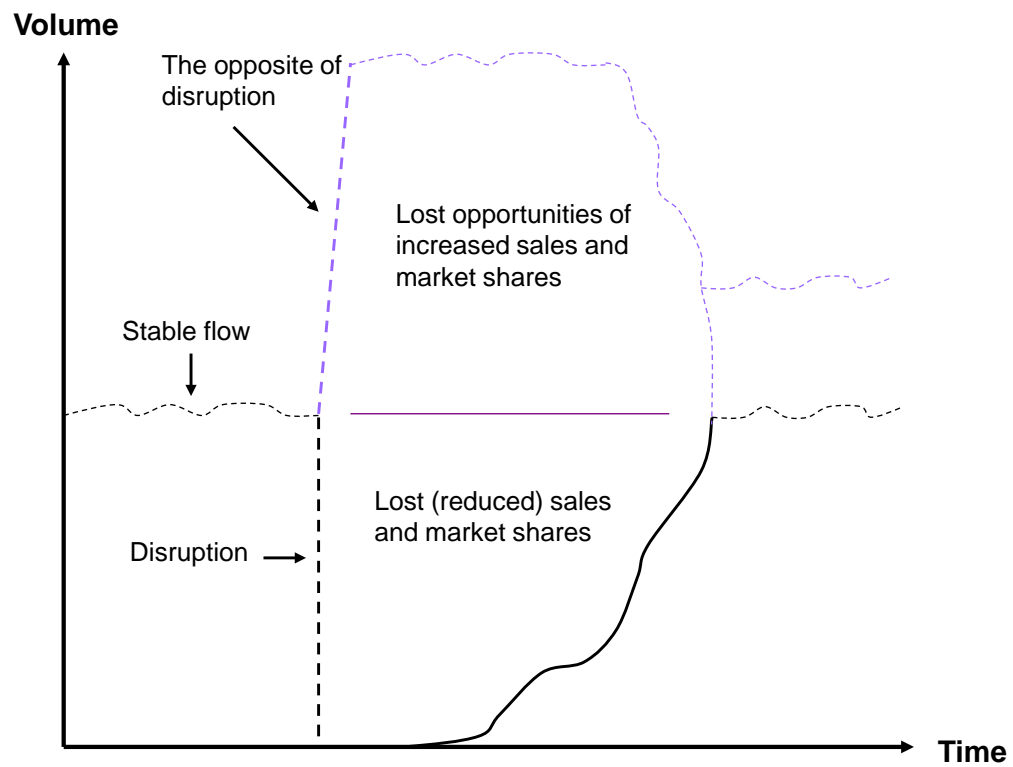 Volume
The opposite of
disruption
Lost opportunities of
increased sales and
market shares
Stable flow
Lost (reduced) sales
and market shares
Disruption
Time